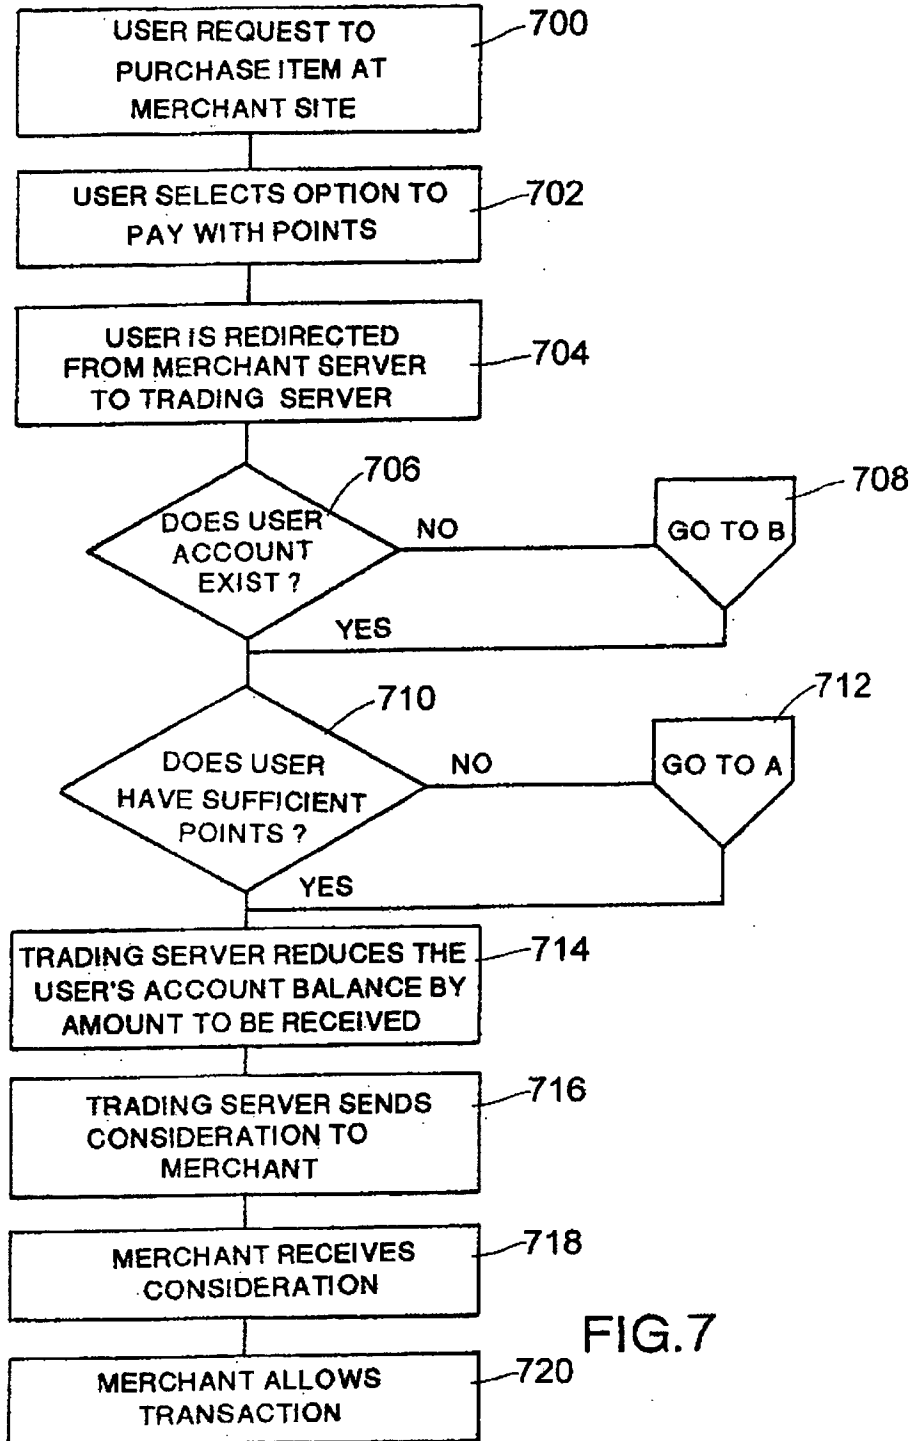 USER REQUEST TO
PURCHASE ITEM AT
MERCHANT SITE
700
USER SELECTS OPTION TO
PAY WITH POINTS
702
USER IS REDIRECTED
FROM MERCHANT SERVER
TO TRADING SERVER
704
DOES USER
ACCOUNT
EXIST ?
706
NO
GO TO B
708
YES
DOES USER
HAVE SUFFICIENT
POINTS ?
710
NO
GO TO A
712
YES
TRADING SERVER REDUCES THE
USER'S ACCOUNT BALANCE BY
AMOUNT TO BE RECEIVED
714
TRADING SERVER SENDS
CONSIDERATION TO
MERCHANT
716
MERCHANT RECEIVES
CONSIDERATION
718
MERCHANT ALLOWS
TRANSACTION
720
FIG.7